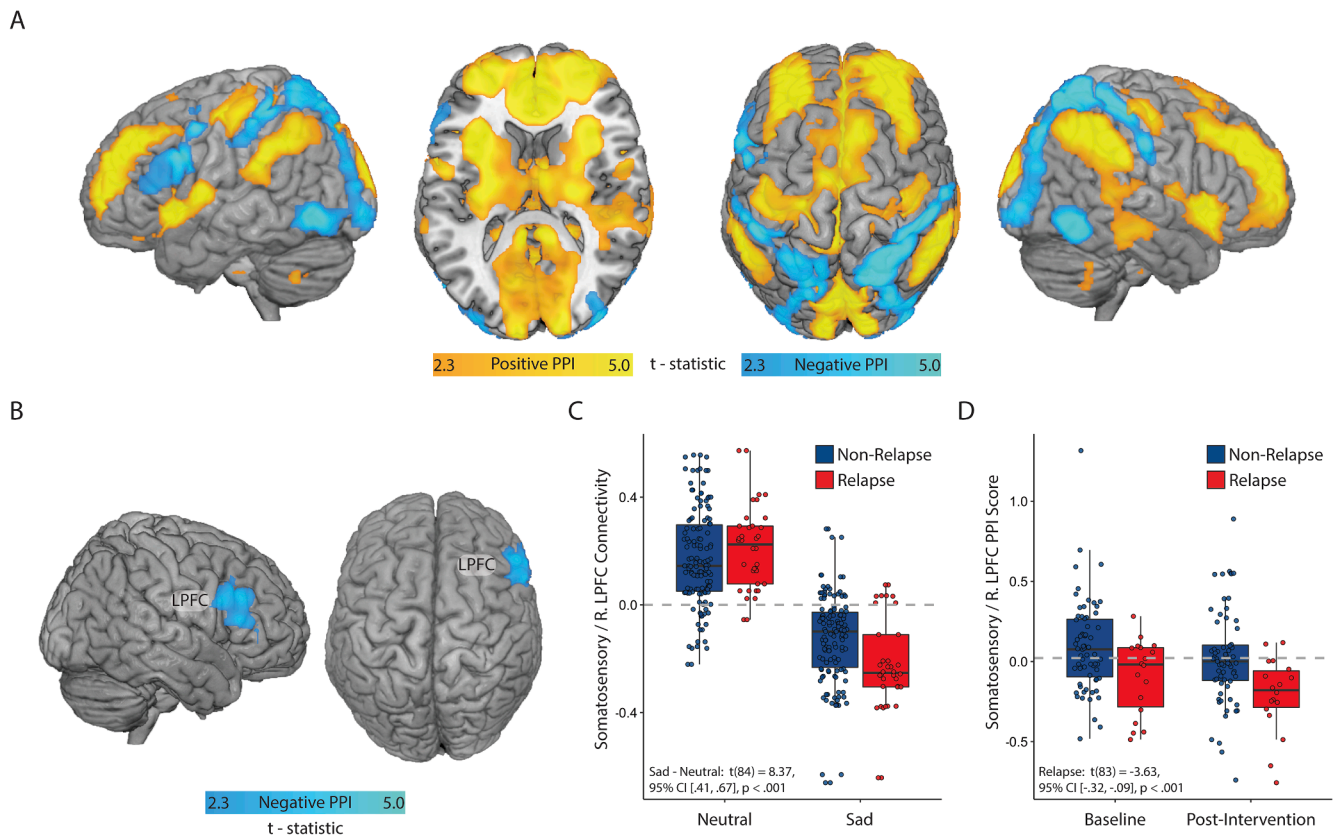 A
2.3 Positive PPI 5.0 t - statistic 2.3 Negative PPI 5.0
B
LPFC
LPFC
2.3 Negative PPI 5.0
t - statistic
C
Somatosensory / R. LPFC Connectivity
0.4
0.0
-0.4
Non-Relapse
Relapse
Sad - Neutral: t(84) = 8.37,
95% CI [.41, .67], p < .001
Neutral Sad
D
Somatosensory / R. LPFC PPI Score
1.0
0.5
0.0
-0.5
Non-Relapse
Relapse
Relapse: t(83) = -3.63,
95% CI [-.32, -.09], p < .001
Baseline Post-Intervention